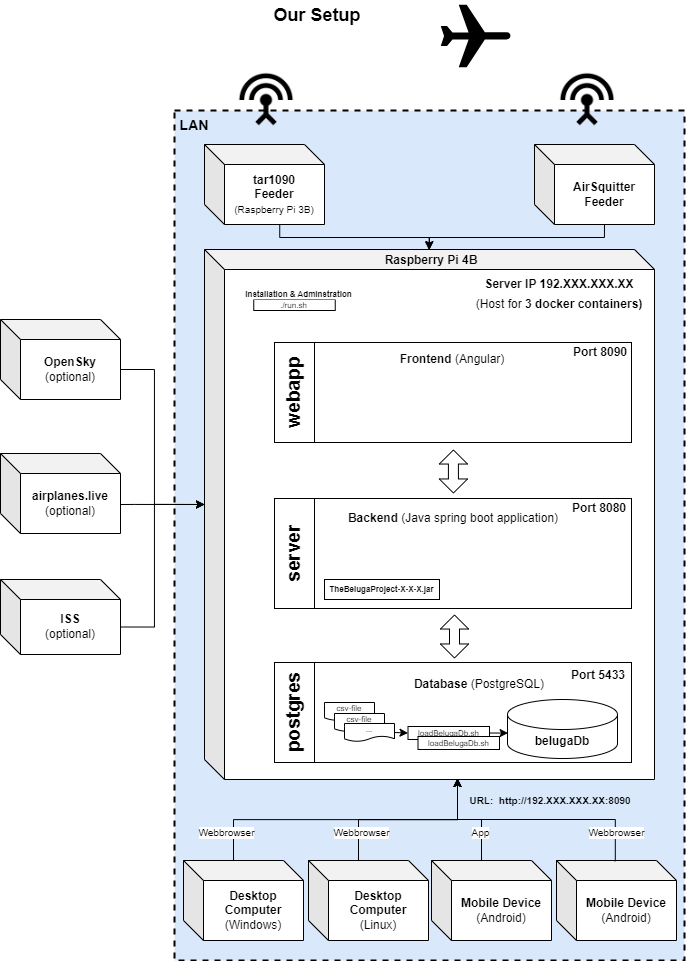 Our Setup
LAN
tar1090
Feeder
(Raspberry Pi 3B)
AirSquitter
Feeder
Raspberry Pi 4B
Server IP 192.XXX.XXX.XX
(Host for 3 docker containers)
Installation & Adminstration
./run.sh
webapp
Frontend (Angular)
Port 8090
OpenSky
(optional)
airplanes.live
(optional)
ISS
(optional)
server
Backend (Java spring boot application)
Port 8080
TheBelugaProject-X-X-X.jar
postgres
Database (PostgreSQL)
Port 5433
csv-file
csv-file
...
loadBelugaDb.sh
loadBelugaDb.sh
belugaDb
URL: http://192.XXX.XXX.XX:8090
Webbrowser
Webbrowser
App
Webbrowser
Desktop
Computer
(Windows)
Desktop
Computer
(Linux)
Mobile Device
(Android)
Mobile Device
(Android)